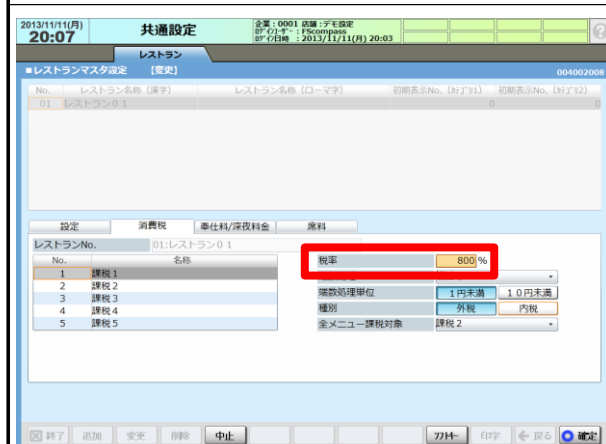 2013/11/11(月)
20:07
共通設定
企業：0001 店舗：デモ設定
ﾛｸﾞｲﾝﾕｰｻﾞｰ：FScompass
ﾛｸﾞｲﾝ日時 ：2013/11/11(月) 20:03
レストラン
■レストランマスタ設定 【変更】
004002008
No. レストラン名称（漢字） レストラン名称（ローマ字） 初期表示No.（ｶﾃｺﾞﾘ1） 初期表示No.（ｶﾃｺﾞﾘ2）
01 レストラン０１ 0 0
設定 消費税 奉仕料/深夜料金 席料
レストランNo. 01:レストラン０１
No. 名称
1 課税１
2 課税２
3 課税３
4 課税４
5 課税５
税率 800 %
端数処理単位 １円未満 １０円未満
種別 外税 内税
全メニュー課税対象 課税２
終了 追加 変更 削除 中止 ｿﾌﾄｷｰ 印字 戻る 確定